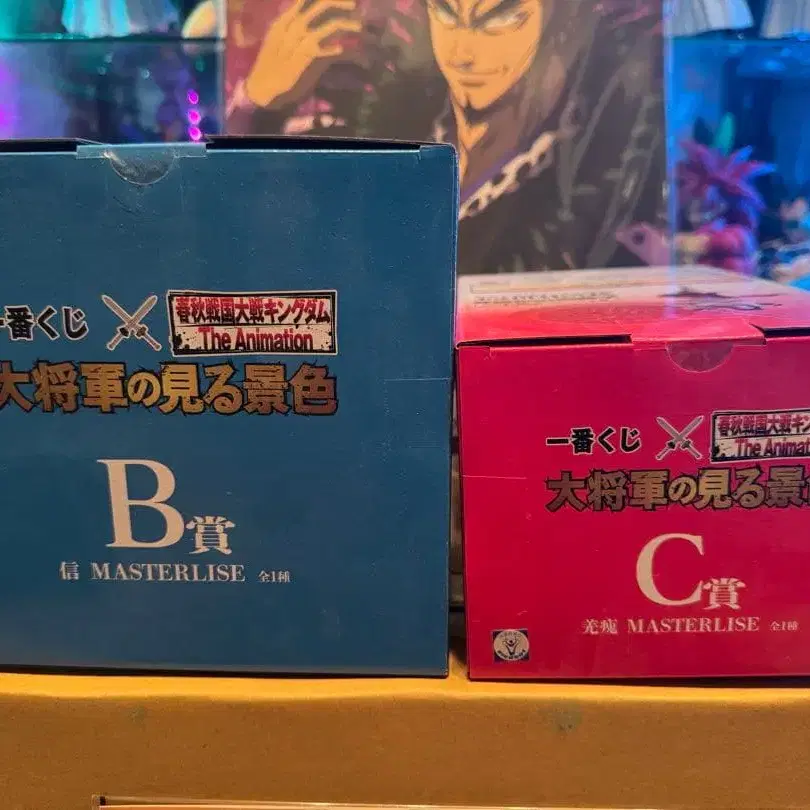 一番くじ
春秋戦国大戦キングダム
The Animation
大将軍の見る景色
B賞
信 MASTERLISE 全1種
一番くじ
春秋戦国大戦キン
The Animat
大将軍の見る景
C賞
羌瘣 MASTERLISE 全1種